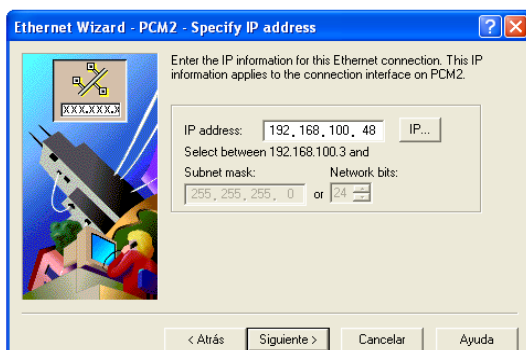 Ethernet Wizard - PCM2 - Specify IP address
Enter the IP information for this Ethernet connection. This IP
information applies to the connection interface on PCM2.
XXX.XXX.X
IP address: 192.168.100.48 IP...
Select between 192.168.100.3 and
Subnet mask: Network bits:
255.255.255.0 or 24
< Atrás Siguiente > Cancelar Ayuda